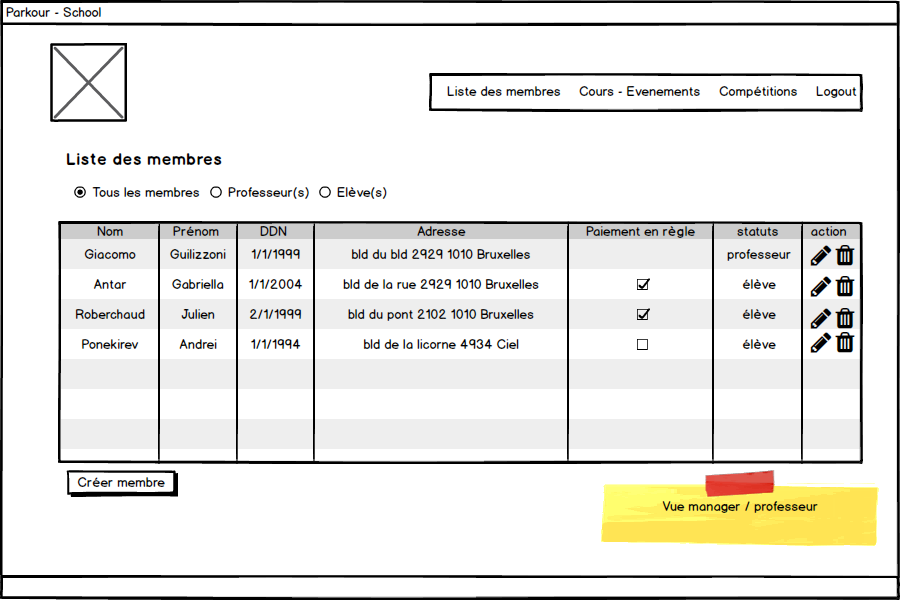 Parkour - School
Liste des membres Cours - Evenements Compétitions Logout
Liste des membres
Tous les membres Professeur(s) Elève(s)
Nom Prénom DDN Adresse Paiement en règle statuts action
Giacomo Guilizzoni 1/1/1999 bld du bld 2929 1010 Bruxelles professeur
Antar Gabriella 1/1/2004 bld de la rue 2929 1010 Bruxelles élève
Roberchaud Julien 2/1/1999 bld du pont 2102 1010 Bruxelles élève
Ponekirev Andrei 1/1/1994 bld de la licorne 4934 Ciel élève
Créer membre
Vue manager / professeur